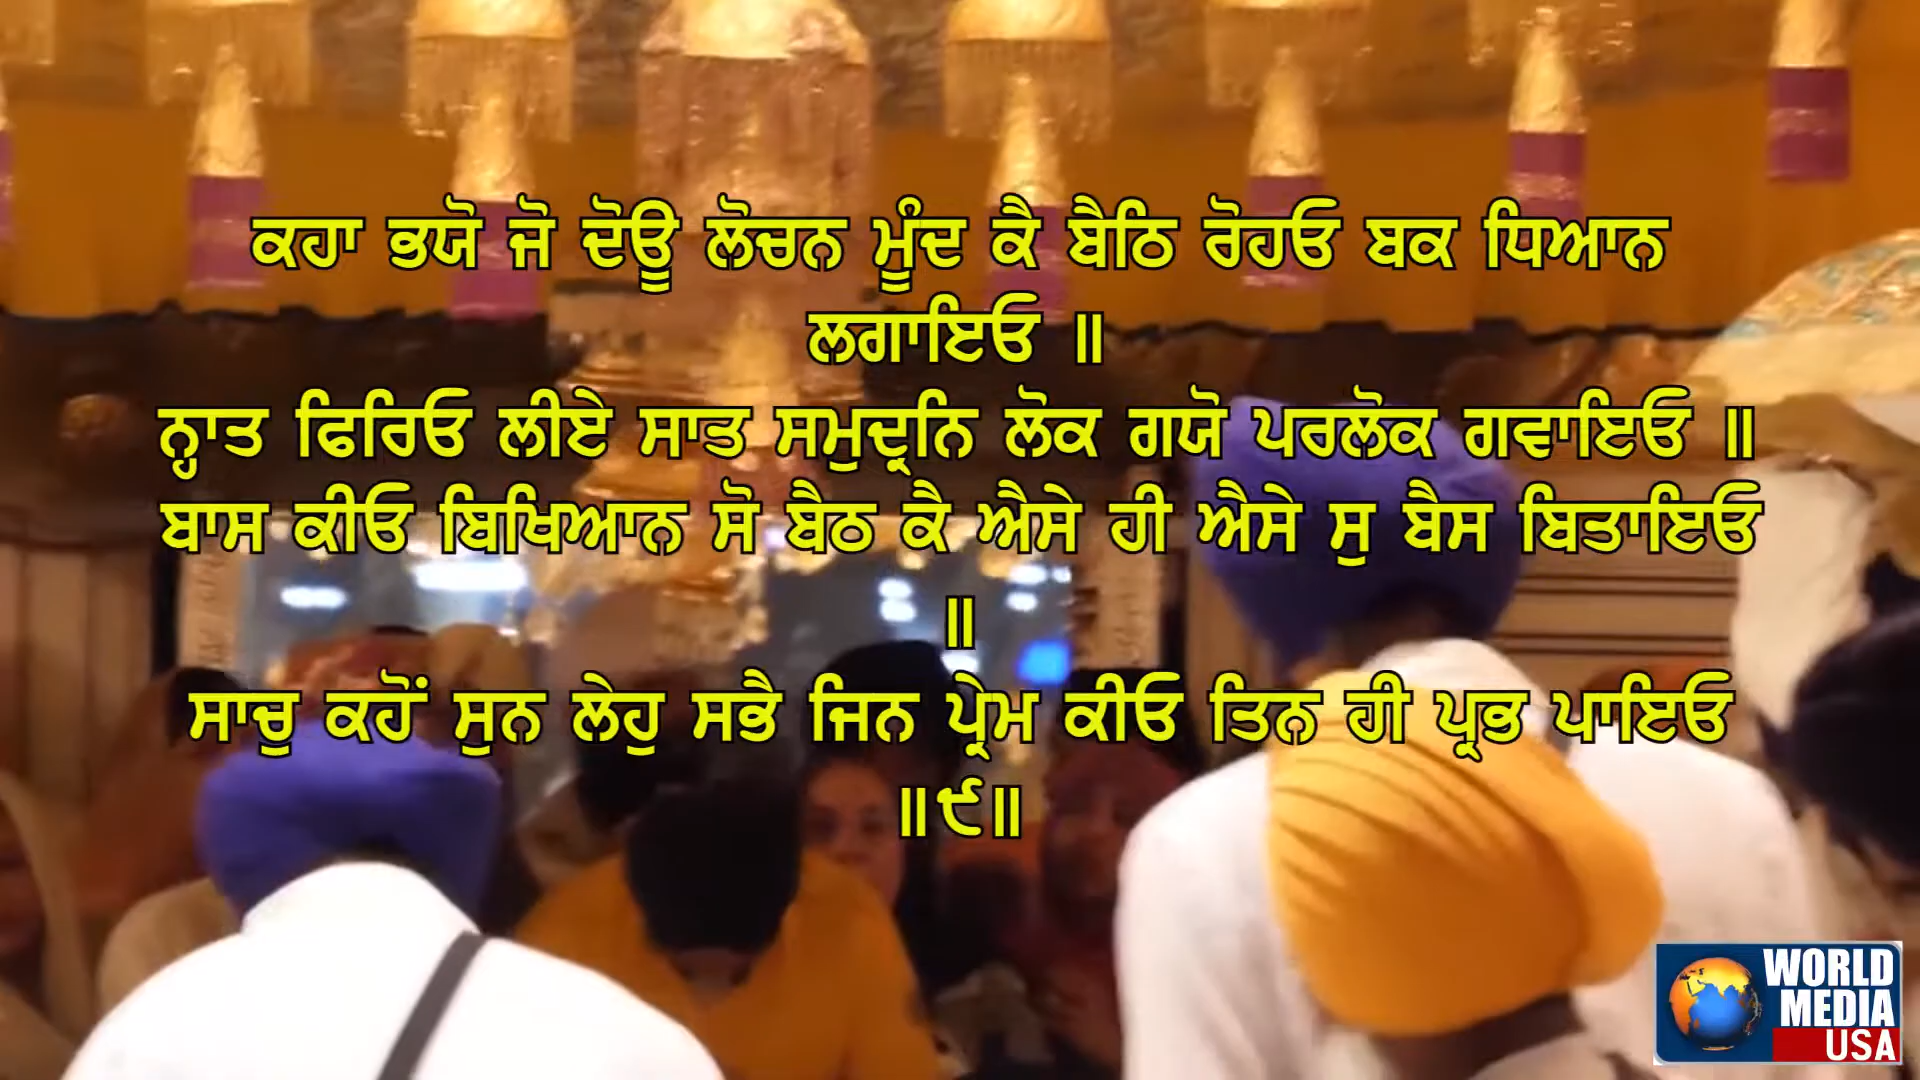 ਕਹਾ ਭਯੋ ਜੋ ਦੋਊ ਲੋਚਨ ਮੂੰਦ ਕੈ ਬੈਠਿ ਰੋਹਓ ਬਕ ਧਿਆਨ
ਲਗਾਇਓ ॥
ਨ੍ਹਾਤ ਫਿਰਿਓ ਲੀਏ ਸਾਤ ਸਮੁਦ੍ਰਨਿ ਲੋਕ ਗਯੋ ਪਰਲੋਕ ਗਵਾਇਓ ॥
ਬਾਸ ਕੀਓ ਬਿਖਿਆਨ ਸੋ ਬੈਠ ਕੈ ਐਸੇ ਹੀ ਐਸੇ ਸੁ ਬੈਸ ਬਿਤਾਇਓ
॥
ਸਾਚੁ ਕਹੋਂ ਸੁਨ ਲੇਹੁ ਸਭੈ ਜਿਨ ਪ੍ਰੇਮ ਕੀਓ ਤਿਨ ਹੀ ਪ੍ਰਭ ਪਾਇਓ
॥੯॥
WORLD
MEDIA
USA